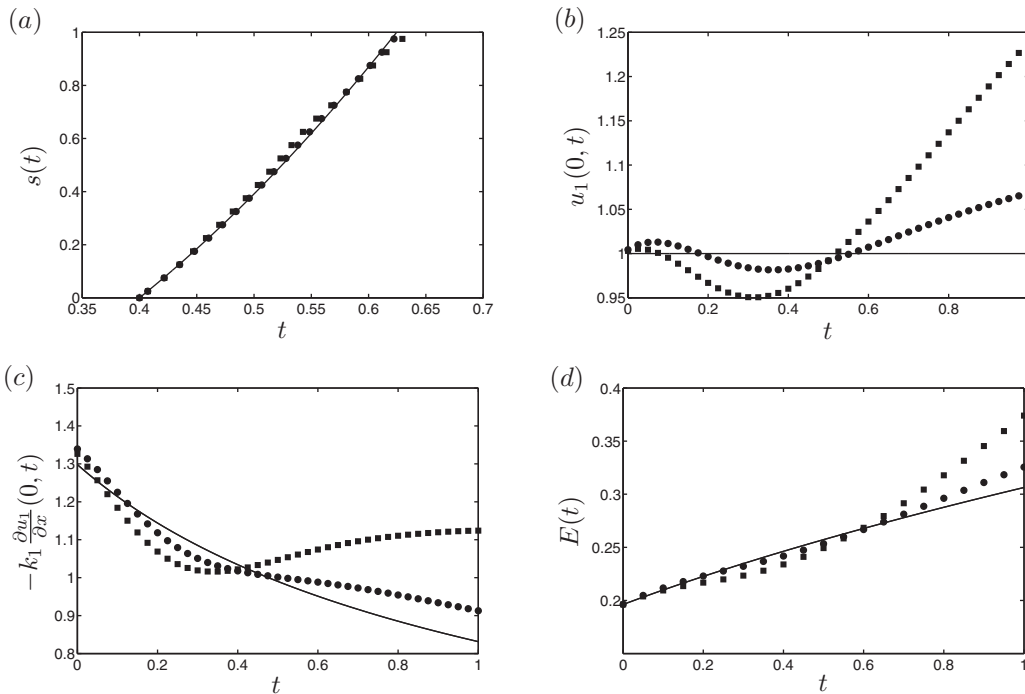 (a)
s(t)
1
0.8
0.6
0.4
0.2
0
0.35 0.4 0.45 0.5 0.55 0.6 0.65 0.7
t
(b)
u₁(0, t)
1.25
1.2
1.15
1.1
1.05
1
0.95
0 0.2 0.4 0.6 0.8
t
(c)
−k₁ ∂u₁/∂x (0, t)
1.5
1.4
1.3
1.2
1.1
1
0.9
0.8
0 0.2 0.4 0.6 0.8 1
t
(d)
E(t)
0.4
0.35
0.3
0.25
0.2
0 0.2 0.4 0.6 0.8 1
t